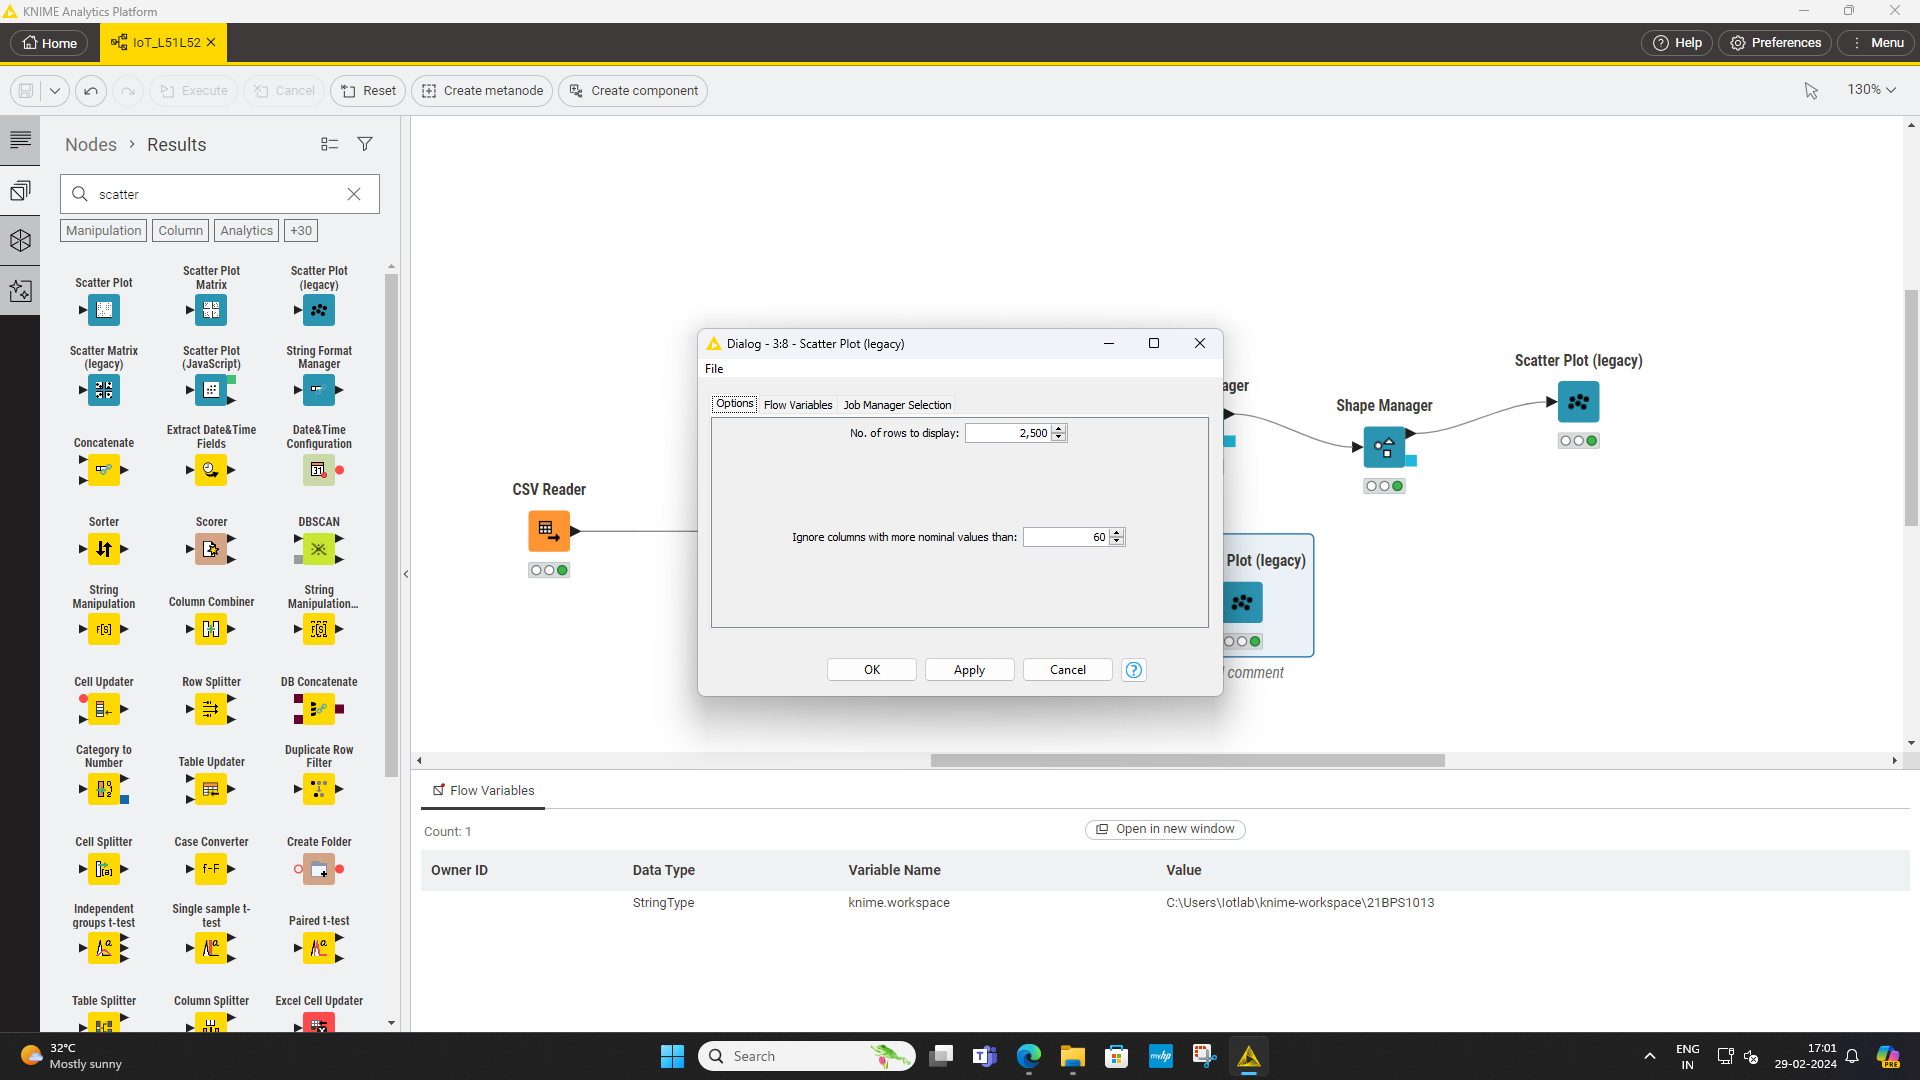 KNIME Analytics Platform
Home
IoT_L51L52
Help
Preferences
Menu
Execute
Cancel
Reset
Create metanode
Create component
130%
Nodes › Results
scatter
Manipulation
Column
Analytics
+30
Scatter Plot
Scatter Plot
Matrix
Scatter Plot
(legacy)
Scatter Matrix
(legacy)
Scatter Plot
(JavaScript)
String Format
Manager
Concatenate
Extract Date&Time
Fields
Date&Time
Configuration
Sorter
Scorer
DBSCAN
String
Manipulation
Column Combiner
String
Manipulation...
Cell Updater
Row Splitter
DB Concatenate
Category to
Number
Table Updater
Duplicate Row
Filter
Cell Splitter
Case Converter
Create Folder
Independent
groups t-test
Single sample t-
test
Paired t-test
Table Splitter
Column Splitter
Excel Cell Updater
CSV Reader
Dialog - 3:8 - Scatter Plot (legacy)
File
Options
Flow Variables
Job Manager Selection
No. of rows to display:
2,500
Ignore columns with more nominal values than:
60
OK
Apply
Cancel
ager
Shape Manager
Scatter Plot (legacy)
Plot (legacy)
comment
Flow Variables
Count: 1
Open in new window
Owner ID
Data Type
Variable Name
Value
StringType
knime.workspace
C:\Users\Iotlab\knime-workspace\21BPS1013
32°C
Mostly sunny
Search
ENG
IN
17:01
29-02-2024